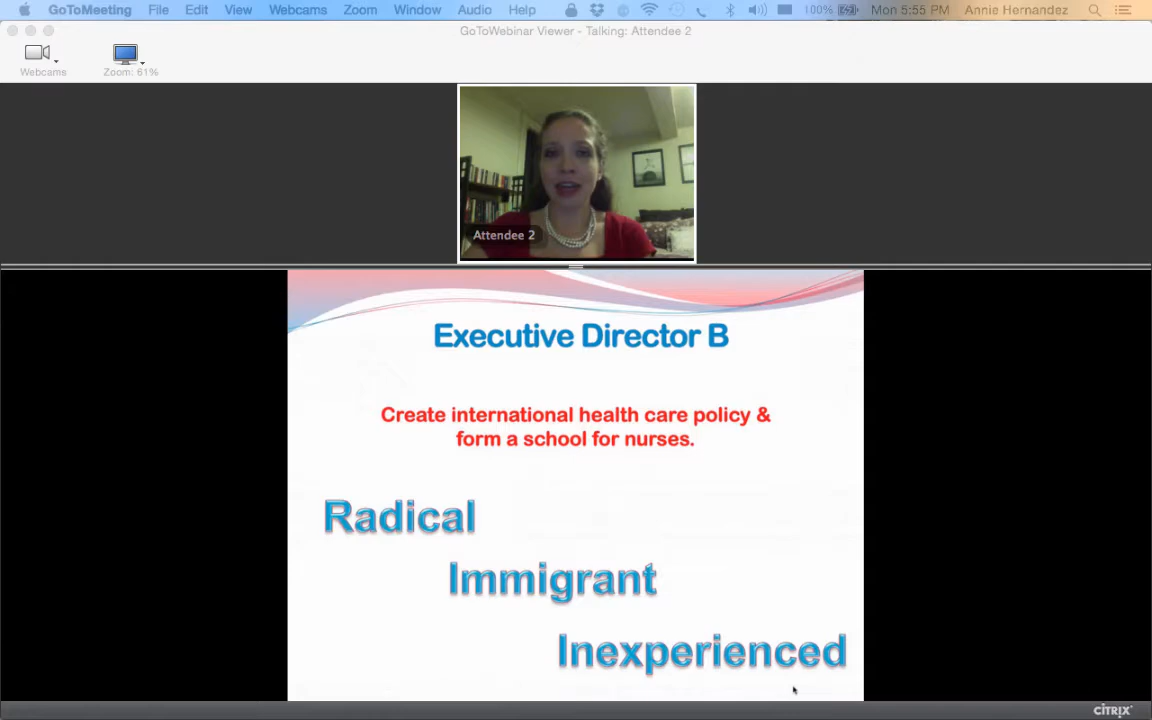 GoToMeeting File Edit View Webcams Zoom Window Audio Help 100% Mon 5:55 PM Annie Hernandez
GoToWebinar Viewer - Talking: Attendee 2
Webcams
Zoom: 61%
Attendee 2
Executive Director B
Create international health care policy &
form a school for nurses.
Radical
Immigrant
Inexperienced
CITRIX